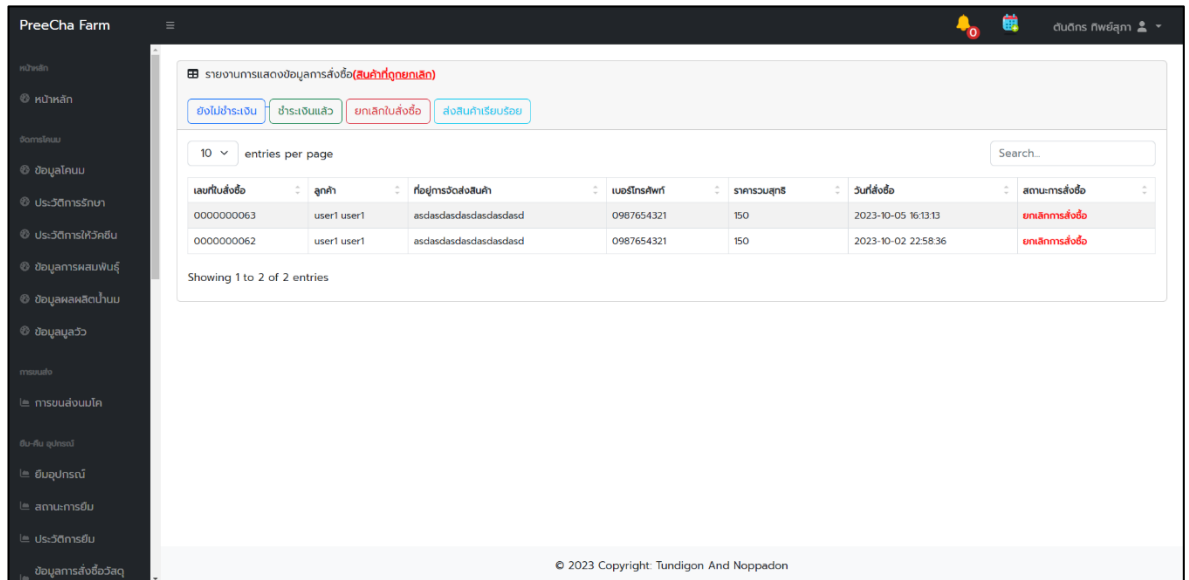 PreeCha Farm
0
ตันติกร ทิพย์สุภา
หน้าหลัก
หน้าหลัก
จัดการโคนม
ข้อมูลโคนม
ประวัติการรักษา
ประวัติการให้วัคซีน
ข้อมูลการผสมพันธุ์
ข้อมูลผลผลิตน้ำนม
ข้อมูลมูลวัว
การขนส่ง
การขนส่งนมโค
ยืม-คืน อุปกรณ์
ยืมอุปกรณ์
สถานะการยืม
ประวัติการยืม
ข้อมูลการสั่งซื้อวัสดุ
รายงานการแสดงข้อมูลการสั่งซื้อ(สินค้าที่ถูกยกเลิก)
ยังไม่ชำระเงิน ชำระเงินแล้ว ยกเลิกใบสั่งซื้อ ส่งสินค้าเรียบร้อย
10 entries per page Search...
เลขที่ใบสั่งซื้อ ลูกค้า ที่อยู่การจัดส่งสินค้า เบอร์โทรศัพท์ ราคารวมสุทธิ วันที่สั่งซื้อ สถานะการสั่งซื้อ
0000000063 user1 user1 asdasdasdasdasdasdasd 0987654321 150 2023-10-05 16:13:13 ยกเลิกการสั่งซื้อ
0000000062 user1 user1 asdasdasdasdasdasdasd 0987654321 150 2023-10-02 22:58:36 ยกเลิกการสั่งซื้อ
Showing 1 to 2 of 2 entries
© 2023 Copyright: Tundigon And Noppadon